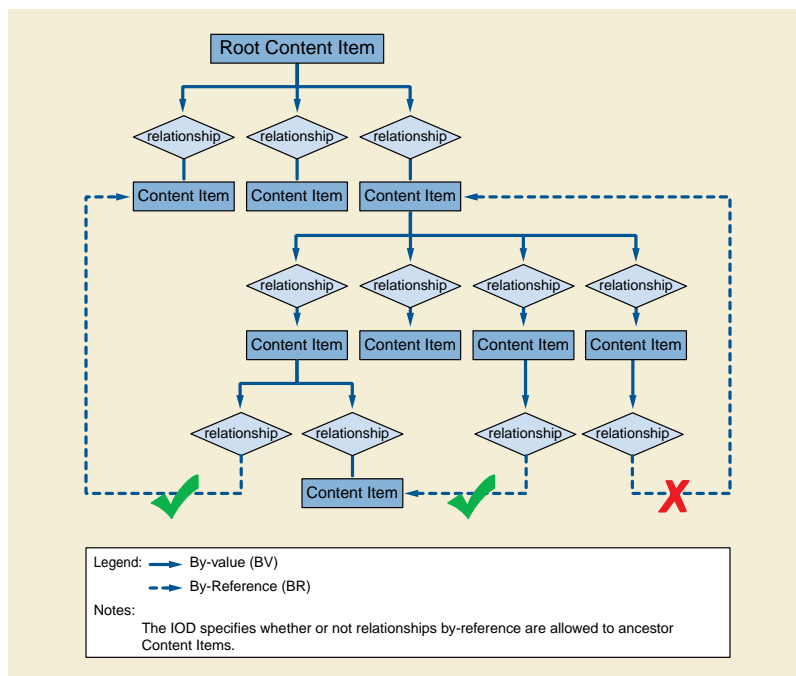 Root Content Item
relationship
relationship
relationship
Content Item
Content Item
Content Item
relationship
relationship
relationship
relationship
Content Item
Content Item
Content Item
Content Item
relationship
relationship
relationship
relationship
Content Item
X
Legend: By-value (BV)
By-Reference (BR)
Notes:
The IOD specifies whether or not relationships by-reference are allowed to ancestor
Content Items.